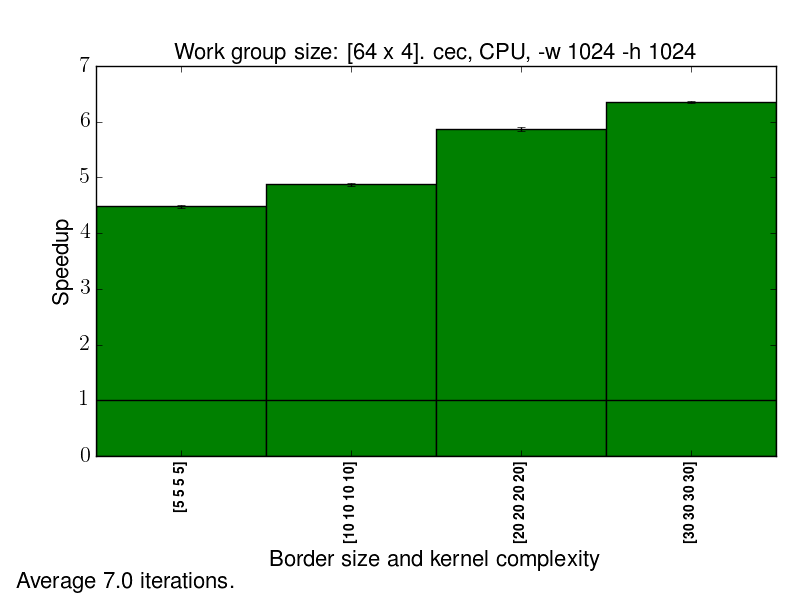 Work group size: [64 x 4]. cec, CPU, -w 1024 -h 1024
7
6
5
4
3
2
1
0
Speedup
[5 5 5 5]
[10 10 10 10]
[20 20 20 20]
[30 30 30 30]
Border size and kernel complexity
Average 7.0 iterations.